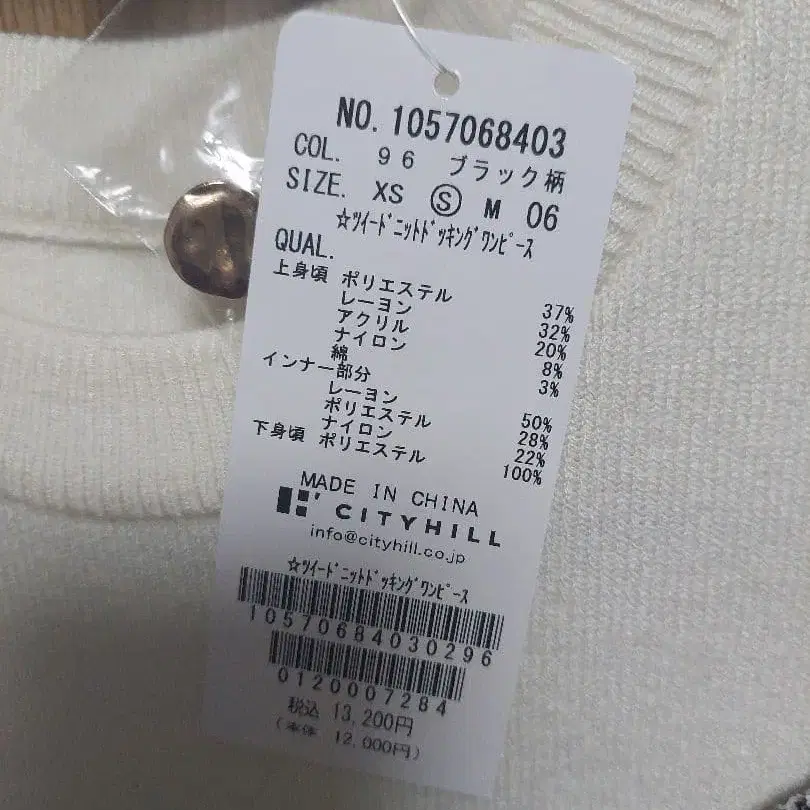 NO. 1057068403
COL. 96 ブラック柄
SIZE. XS Ⓢ M 06
☆ツイードニットドッキングワンピース
QUAL.
上身頃 ポリエステル 37%
レーヨン 32%
アクリル 20%
ナイロン 8%
綿 3%
インナー部分
レーヨン 50%
ポリエステル 28%
ナイロン 22%
下身頃 ポリエステル 100%
MADE IN CHINA
CITYHILL
info@cityhill.co.jp
☆ツイードニットドッキングワンピース
10570684030296
0120007284
税込 13,200円
(本体 12,000円)